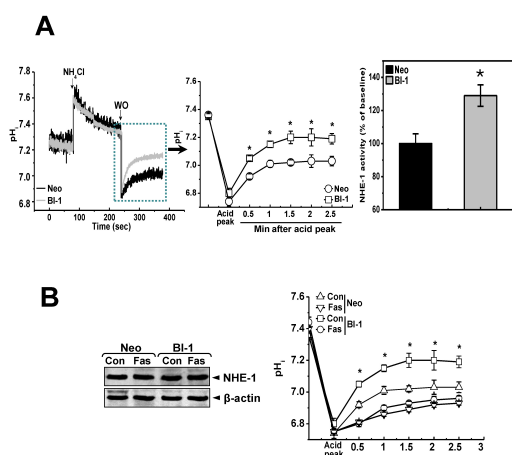 A
NH4Cl
WO
pHi
7.8
7.6
7.4
7.2
7.0
6.8
Neo
BI-1
0 100 200 300 400
Time (sec)
pHi
7.6
7.4
7.2
7.0
6.8
* * * * *
Neo
BI-1
Acid peak 0.5 1 1.5 2 2.5
Min after acid peak
NHE-1 activity (% of baseline)
140
120
100
80
60
Neo
BI-1
*
B
Neo BI-1
Con Fas Con Fas
NHE-1
β-actin
pHi
7.6
7.4
7.2
7.0
6.8
Con
Fas
Neo
Con
Fas
BI-1
* * * * *
Acid peak 0.5 1 1.5 2 2.5 3